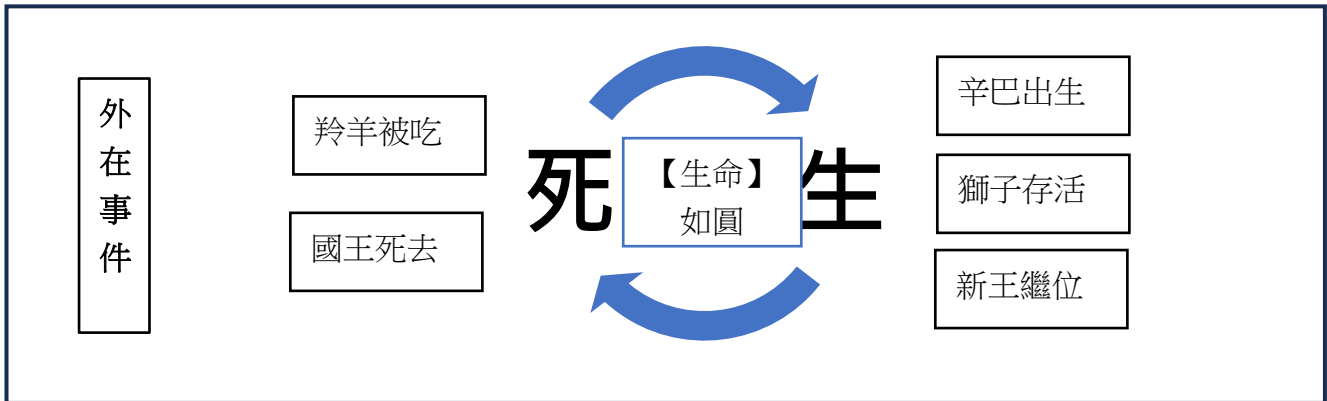 外在事件
羚羊被吃
國王死去
死
【生命】
如圓
生
辛巴出生
獅子存活
新王繼位